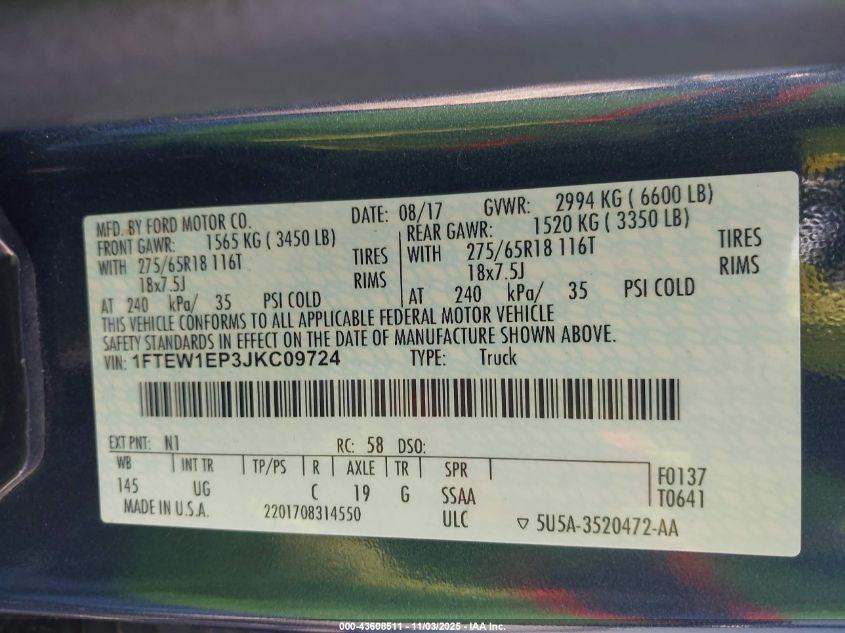 MFD. BY FORD MOTOR CO. DATE: 08/17 GVWR: 2994 KG ( 6600 LB)
FRONT GAWR: 1565 KG ( 3450 LB) REAR GAWR: 1520 KG ( 3350 LB)
WITH 275/65R18 116T TIRES WITH 275/65R18 116T TIRES
18x7.5J RIMS 18x7.5J RIMS
AT 240 kPa/ 35 PSI COLD AT 240 kPa/ 35 PSI COLD
THIS VEHICLE CONFORMS TO ALL APPLICABLE FEDERAL MOTOR VEHICLE
SAFETY STANDARDS IN EFFECT ON THE DATE OF MANUFACTURE SHOWN ABOVE.
VIN: 1FTEW1EP3JKC09724 TYPE: Truck
EXT PNT: N1 RC: 58 DSO:
WB INT TR TP/PS R AXLE TR SPR F0137
145 UG C 19 G SSAA T0641
MADE IN U.S.A. 2201708314550 ULC ▽ 5U5A-3520472-AA
000-43608511 - 11/03/2025 - IAA Inc.